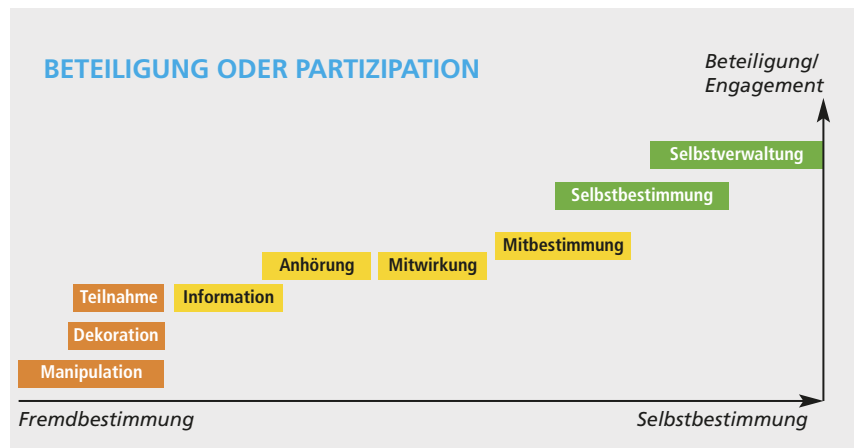 BETEILIGUNG ODER PARTIZIPATION
Beteiligung/
Engagement
Selbstverwaltung
Selbstbestimmung
Mitbestimmung
Anhörung
Mitwirkung
Teilnahme
Information
Dekoration
Manipulation
Fremdbestimmung
Selbstbestimmung